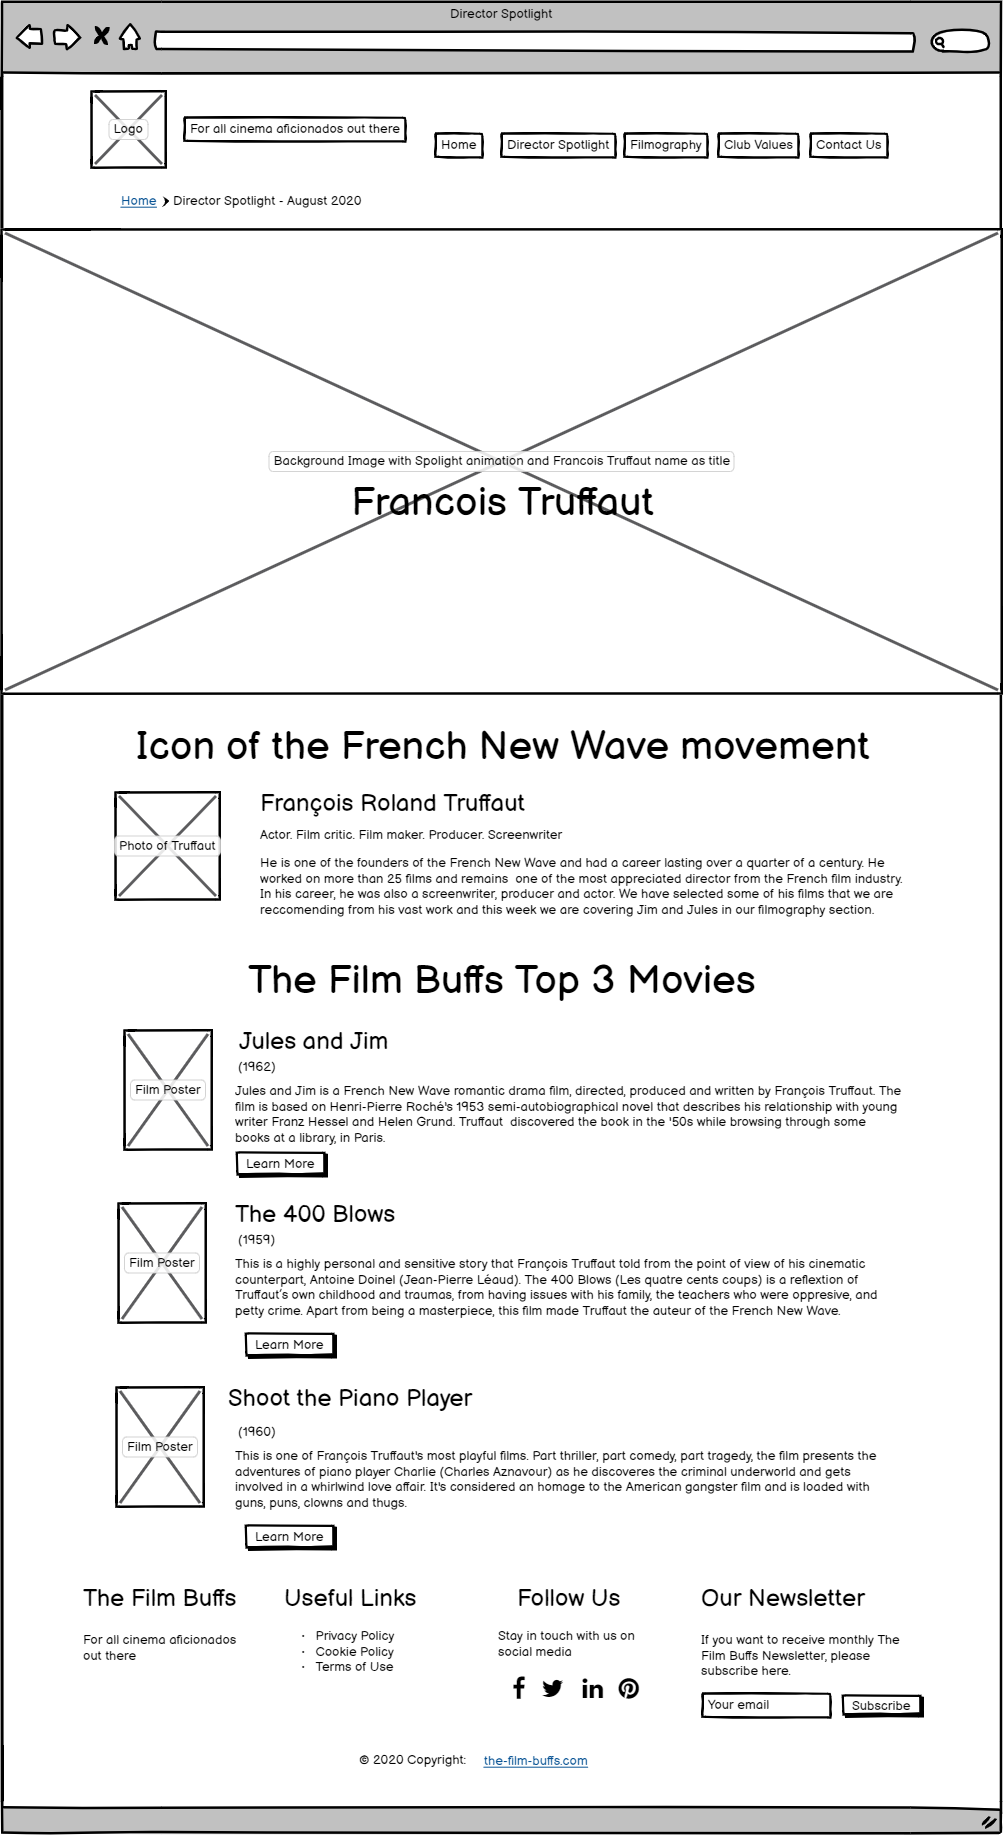 Director Spotlight
Logo
For all cinema aficionados out there
Home
Director Spotlight
Filmography
Club Values
Contact Us
Home
Director Spotlight - August 2020
Background Image with Spolight animation and Francois Truffaut name as title
Francois Truffaut
Icon of the French New Wave movement
Photo of Truffaut
François Roland Truffaut
Actor. Film critic. Film maker. Producer. Screenwriter
He is one of the founders of the French New Wave and had a career lasting over a quarter of a century. He
worked on more than 25 films and remains  one of the most appreciated director from the French film industry.
In his career, he was also a screenwriter, producer and actor. We have selected some of his films that we are
reccomending from his vast work and this week we are covering Jim and Jules in our filmography section.
The Film Buffs Top 3 Movies
Film Poster
Jules and Jim
(1962)
Jules and Jim is a French New Wave romantic drama film, directed, produced and written by François Truffaut. The
film is based on Henri-Pierre Roché's 1953 semi-autobiographical novel that describes his relationship with young
writer Franz Hessel and Helen Grund. Truffaut  discovered the book in the '50s while browsing through some
books at a library, in Paris.
Learn More
Film Poster
The 400 Blows
(1959)
This is a highly personal and sensitive story that François Truffaut told from the point of view of his cinematic
counterpart, Antoine Doinel (Jean-Pierre Léaud). The 400 Blows (Les quatre cents coups) is a reflextion of
Truffaut´s own childhood and traumas, from having issues with his family, the teachers who were oppresive, and
petty crime. Apart from being a masterpiece, this film made Truffaut the auteur of the French New Wave.
Learn More
Film Poster
Shoot the Piano Player
(1960)
This is one of François Truffaut's most playful films. Part thriller, part comedy, part tragedy, the film presents the
adventures of piano player Charlie (Charles Aznavour) as he discoveres the criminal underworld and gets
involved in a whirlwind love affair. It's considered an homage to the American gangster film and is loaded with
guns, puns, clowns and thugs.
Learn More
The Film Buffs
For all cinema aficionados
out there
Useful Links
· Privacy Policy
· Cookie Policy
· Terms of Use
Follow Us
Stay in touch with us on
social media
Our Newsletter
If you want to receive monthly The
Film Buffs Newsletter, please
subscribe here.
Your email
Subscribe
© 2020 Copyright:
the-film-buffs.com